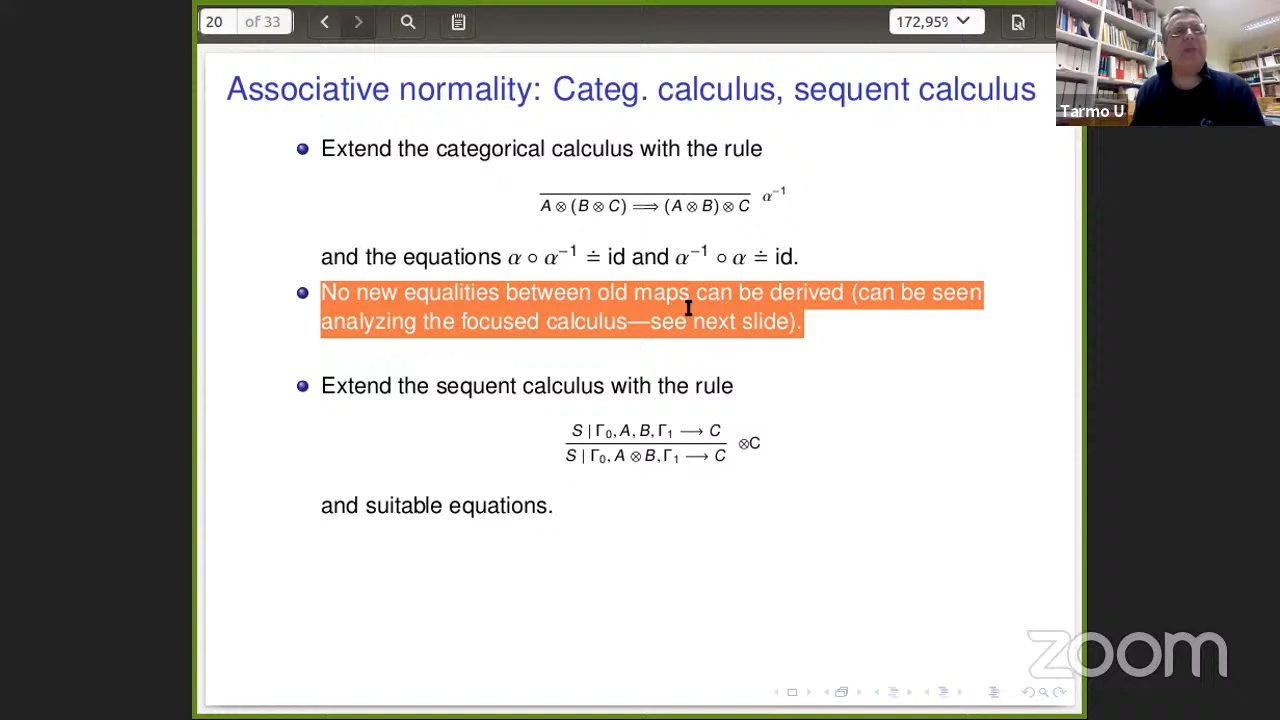 20 of 33
172,95%
Tarmo U
Associative normality: Categ. calculus, sequent calculus
Extend the categorical calculus with the rule
A ⊗ (B ⊗ C) ⟹ (A ⊗ B) ⊗ C α⁻¹
and the equations α ∘ α⁻¹ ≐ id and α⁻¹ ∘ α ≐ id.
No new equalities between old maps can be derived (can be seen
analyzing the focused calculus—see next slide).
Extend the sequent calculus with the rule
S | Γ₀, A, B, Γ₁ ⟶ C
S | Γ₀, A ⊗ B, Γ₁ ⟶ C ⊗C
and suitable equations.
zoom